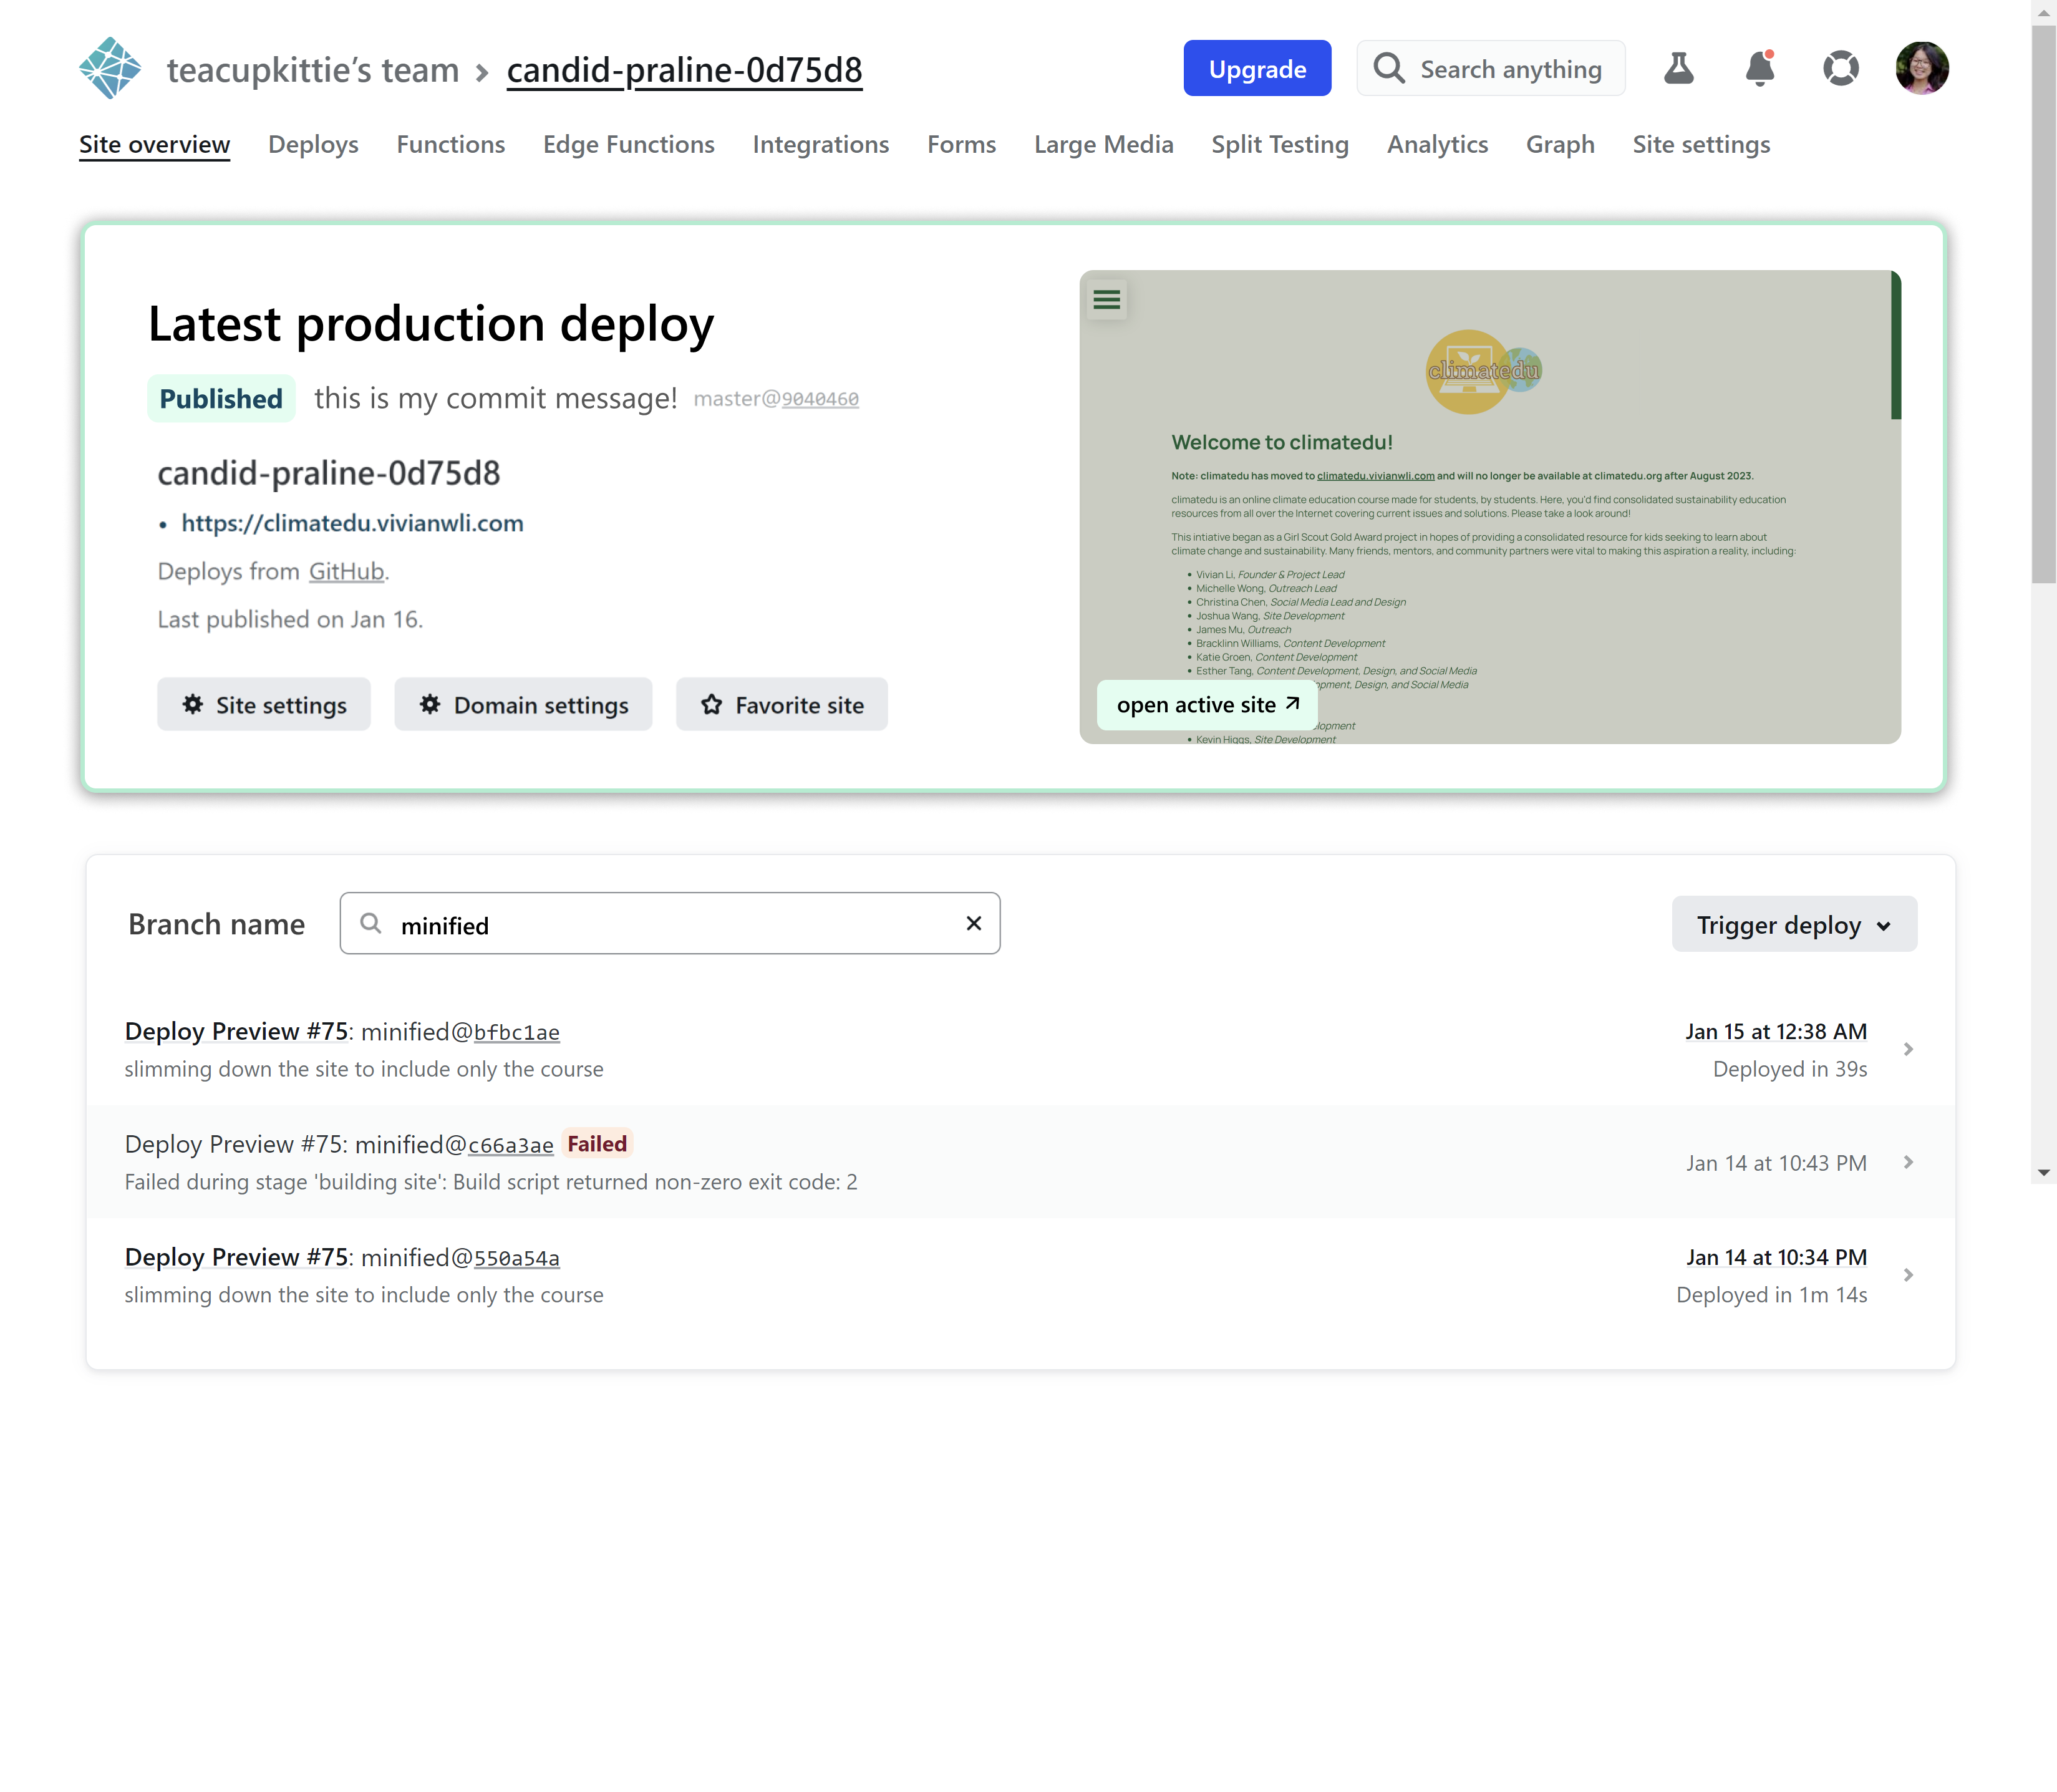 teacupkittie’s team > candid-praline-0d75d8
Upgrade
Search anything
Site overview Deploys Functions Edge Functions Integrations Forms Large Media Split Testing Analytics Graph Site settings
Latest production deploy
Published this is my commit message! master@9040460
candid-praline-0d75d8
• https://climatedu.vivianwli.com
Deploys from GitHub.
Last published on Jan 16.
Site settings
Domain settings
Favorite site
climatedu
Welcome to climatedu!
Note: climatedu has moved to climatedu.vivianwli.com and will no longer be available at climatedu.org after August 2023.
climatedu is an online climate education course made for students, by students. Here, you'd find consolidated sustainability education
resources from all over the Internet covering current issues and solutions. Please take a look around!
This intiative began as a Girl Scout Gold Award project in hopes of providing a consolidated resource for kids seeking to learn about
climate change and sustainability. Many friends, mentors, and community partners were vital to making this aspiration a reality, including:
• Vivian Li, Founder & Project Lead
• Michelle Wong, Outreach Lead
• Christina Chen, Social Media Lead and Design
• Joshua Wang, Site Development
• James Mu, Outreach
• Bracklinn Williams, Content Development
• Katie Groen, Content Development
• Esther Tang, Content Development, Design, and Social Media
Design, and Social Media
open active site ↗
• Kevin Higgs, Site Development
Branch name
minified
Trigger deploy
Deploy Preview #75: minified@bfbc1ae
slimming down the site to include only the course
Jan 15 at 12:38 AM
Deployed in 39s
Deploy Preview #75: minified@c66a3ae Failed
Failed during stage 'building site': Build script returned non-zero exit code: 2
Jan 14 at 10:43 PM
Deploy Preview #75: minified@550a54a
slimming down the site to include only the course
Jan 14 at 10:34 PM
Deployed in 1m 14s